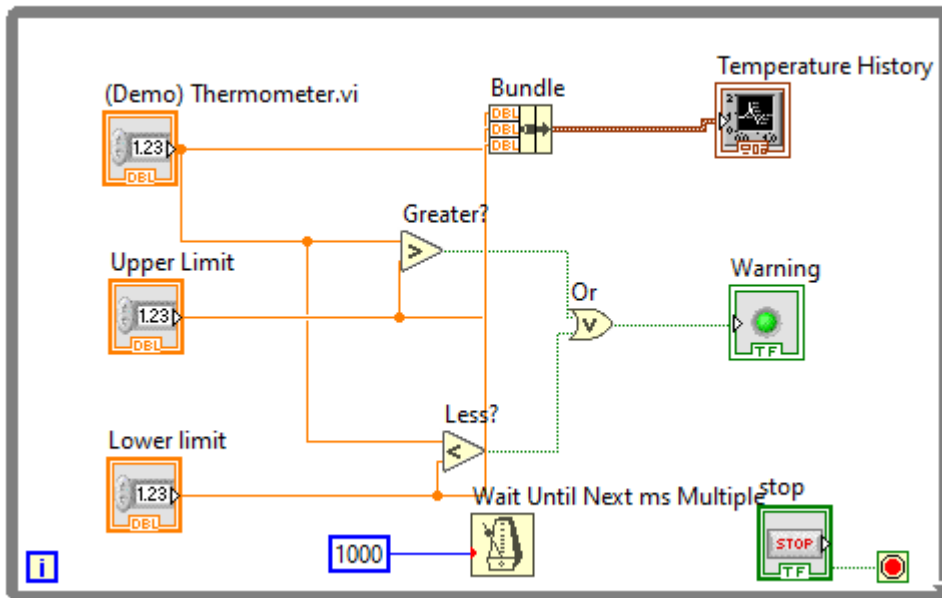 Temperature History
(Demo) Thermometer.vi
Bundle
DBL
DBL
DBL
1.23
DBL
Greater?
>
Upper Limit
Warning
Or
1.23
V
DBL
TF
Less?
<
Lower limit
1.23
DBL
Wait Until Next ms Multiple
stop
1000
STOP
TF
i